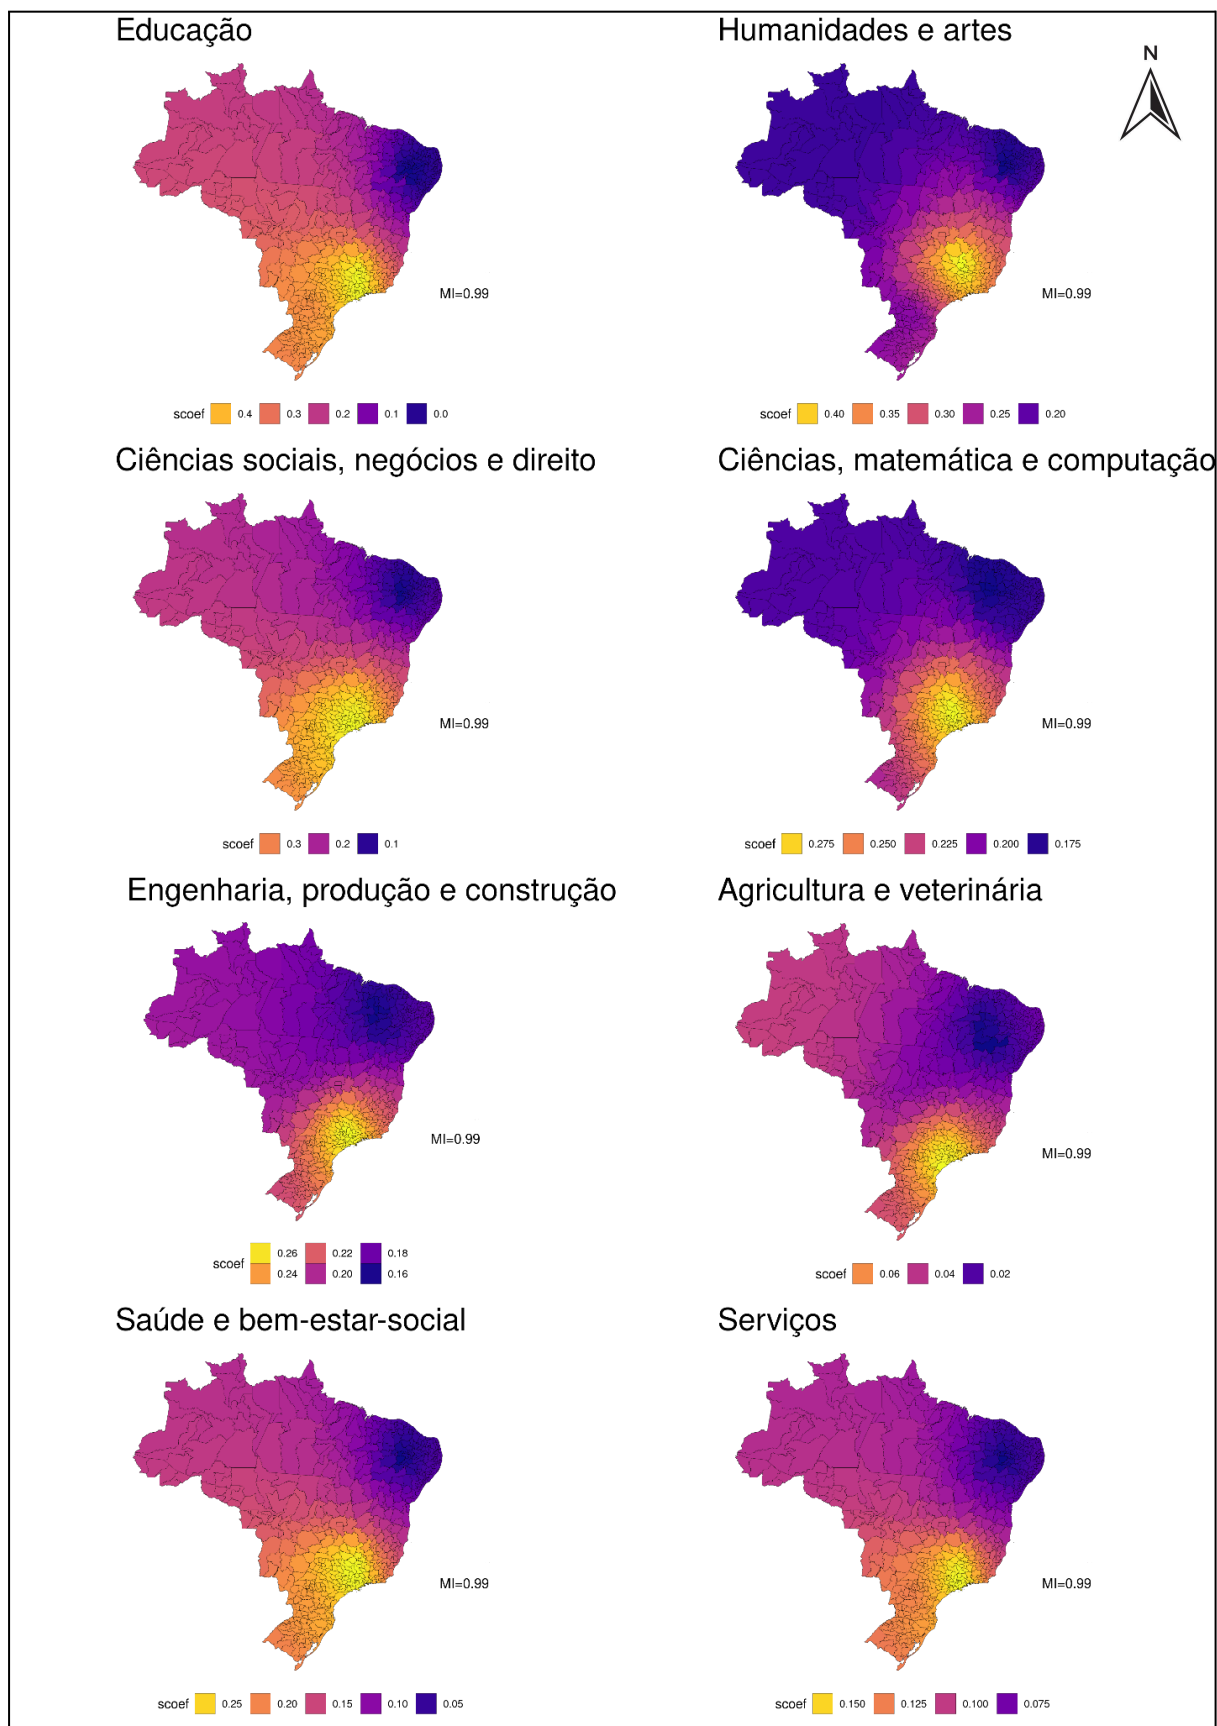 Educação
Humanidades e artes
N
MI=0.99
MI=0.99
scoef 0.4 0.3 0.2 0.1 0.0
scoef 0.40 0.35 0.30 0.25 0.20
Ciências sociais, negócios e direito
Ciências, matemática e computação
MI=0.99
MI=0.99
scoef 0.3 0.2 0.1
scoef 0.275 0.250 0.225 0.200 0.175
Engenharia, produção e construção
Agricultura e veterinária
MI=0.99
MI=0.99
scoef 0.26 0.22 0.18
0.24 0.20 0.16
scoef 0.06 0.04 0.02
Saúde e bem-estar-social
Serviços
MI=0.99
MI=0.99
scoef 0.25 0.20 0.15 0.10 0.05
scoef 0.150 0.125 0.100 0.075